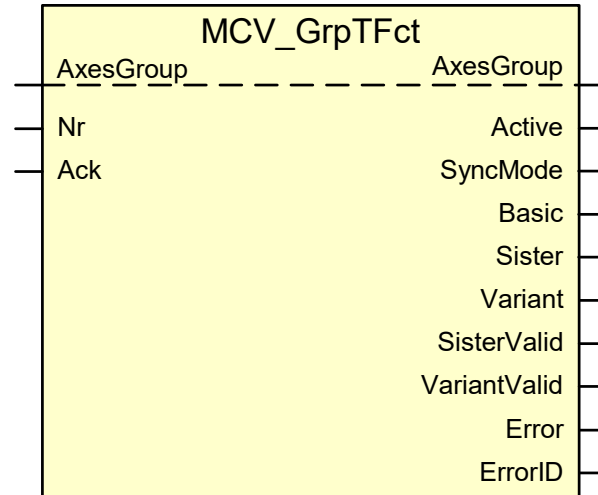 MCV_GrpTFct
AxesGroup AxesGroup
Nr Active
Ack SyncMode
Basic
Sister
Variant
SisterValid
VariantValid
Error
ErrorID